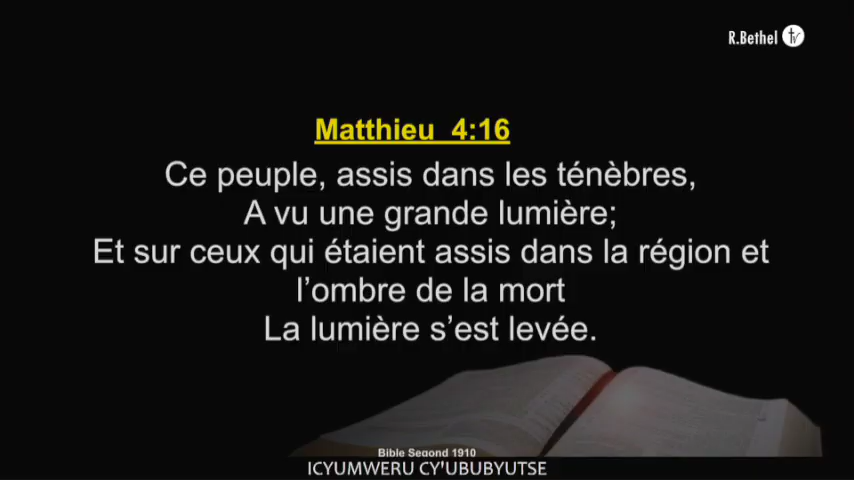 R.Bethel tv
Matthieu 4:16
Ce peuple, assis dans les ténèbres,
A vu une grande lumière;
Et sur ceux qui étaient assis dans la région et
l’ombre de la mort
La lumière s’est levée.
Bible Segond 1910
ICYUMWERU CY'UBUBYUTSE